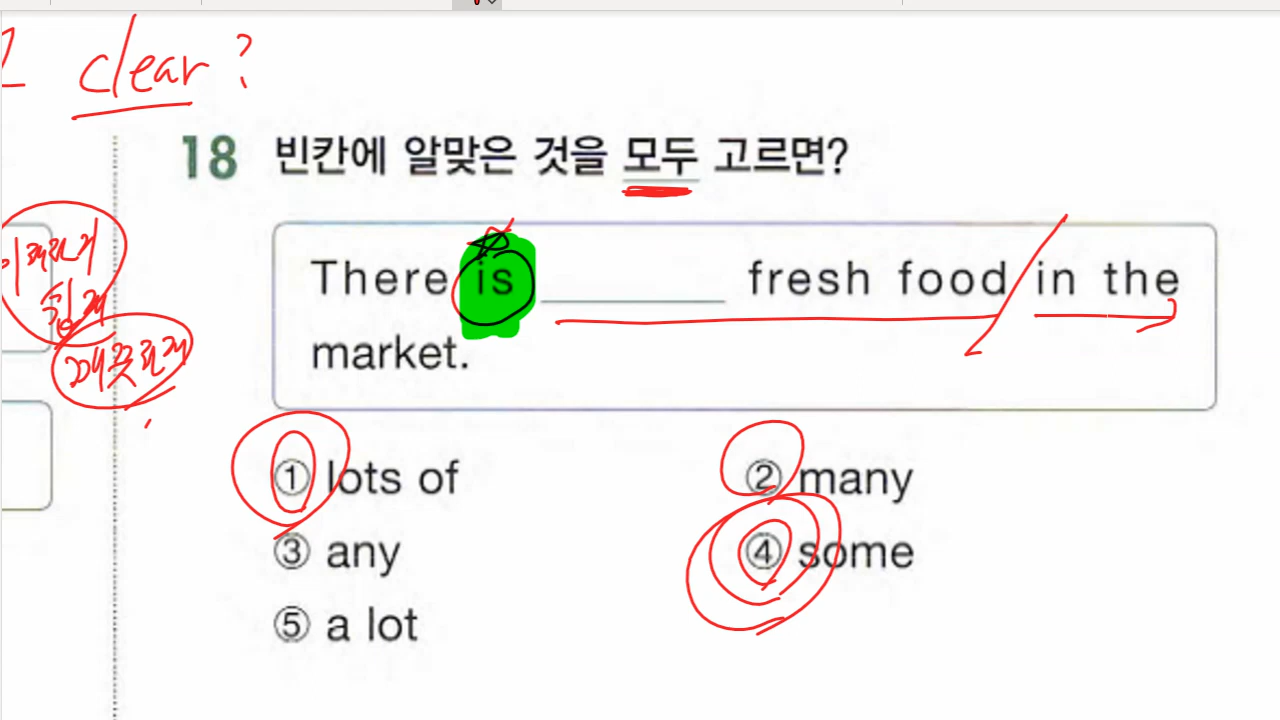 clear ?
18 빈칸에 알맞은 것을 모두 고르면?
There is ________ fresh food in the
market.
① lots of
② many
③ any
④ some
⑤ a lot